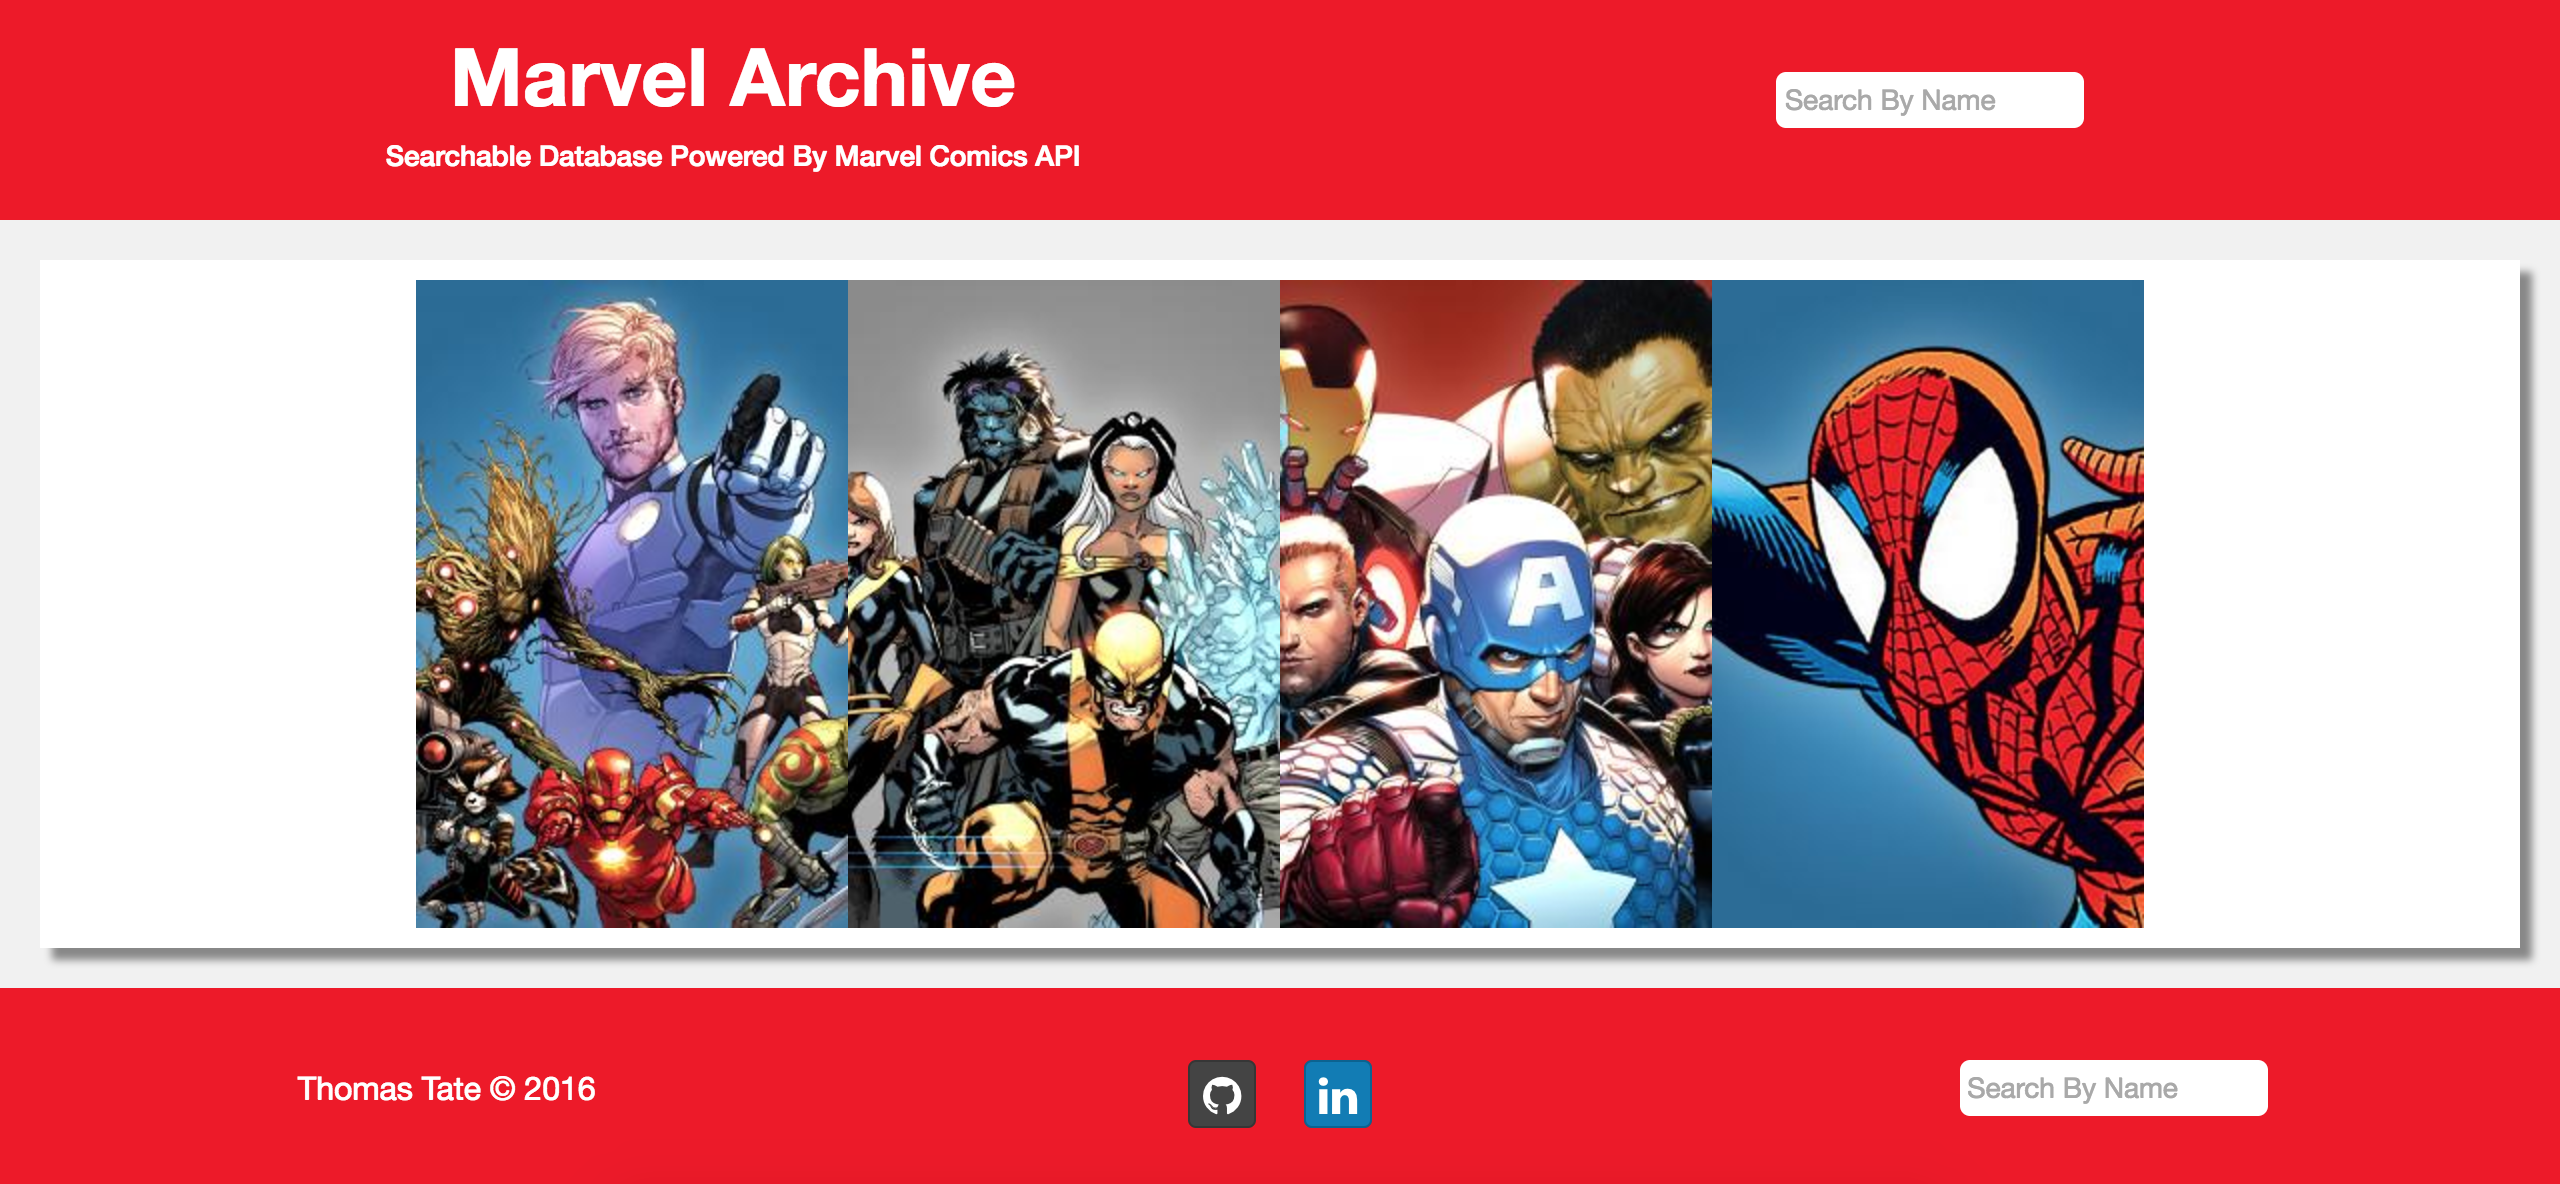 Marvel Archive
Searchable Database Powered By Marvel Comics API
Search By Name
A
Thomas Tate © 2016
in
Search By Name